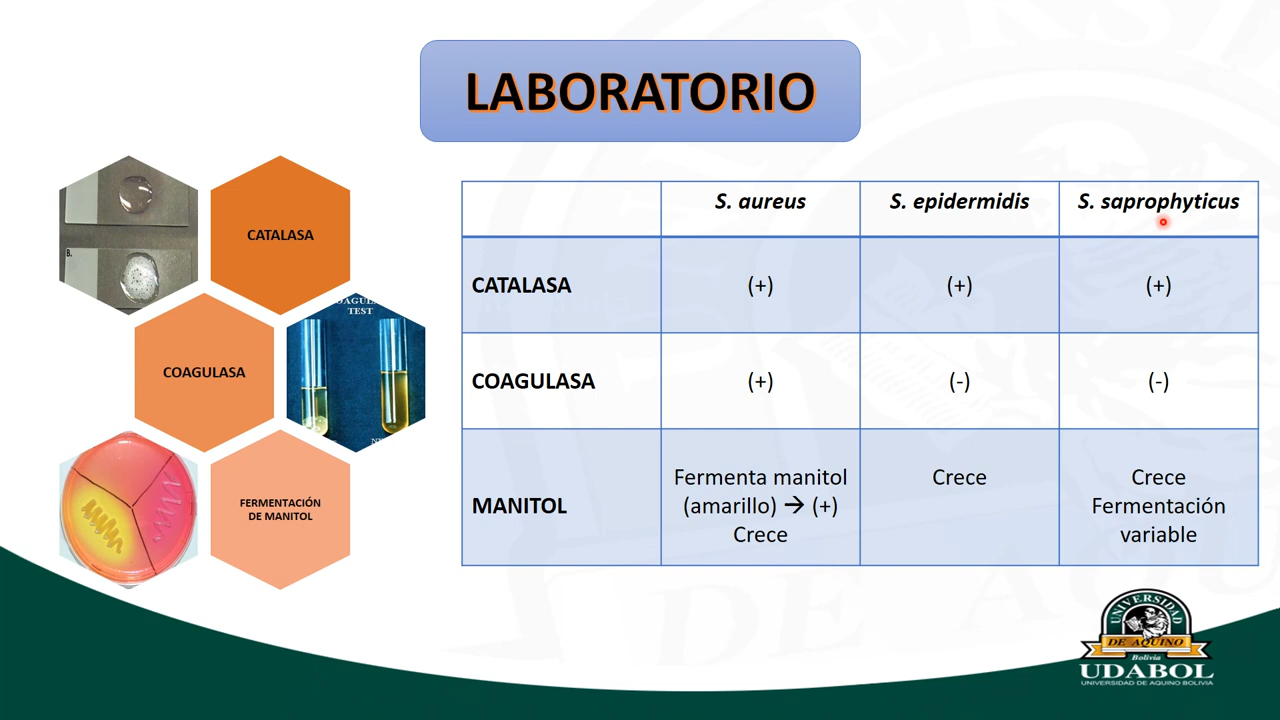 LABORATORIO
B.
CATALASA
COAGULASA
TEST
FERMENTACIÓN
DE MANITOL
S. aureus
S. epidermidis
S. saprophyticus
CATALASA
(+)
(+)
(+)
COAGULASA
(+)
(-)
(-)
MANITOL
Fermenta manitol
(amarillo) → (+)
Crece
Crece
Crece
Fermentación
variable
UNIVERSIDAD
DE AQUINO
Bolivia
UDABOL
UNIVERSIDAD DE AQUINO BOLIVIA